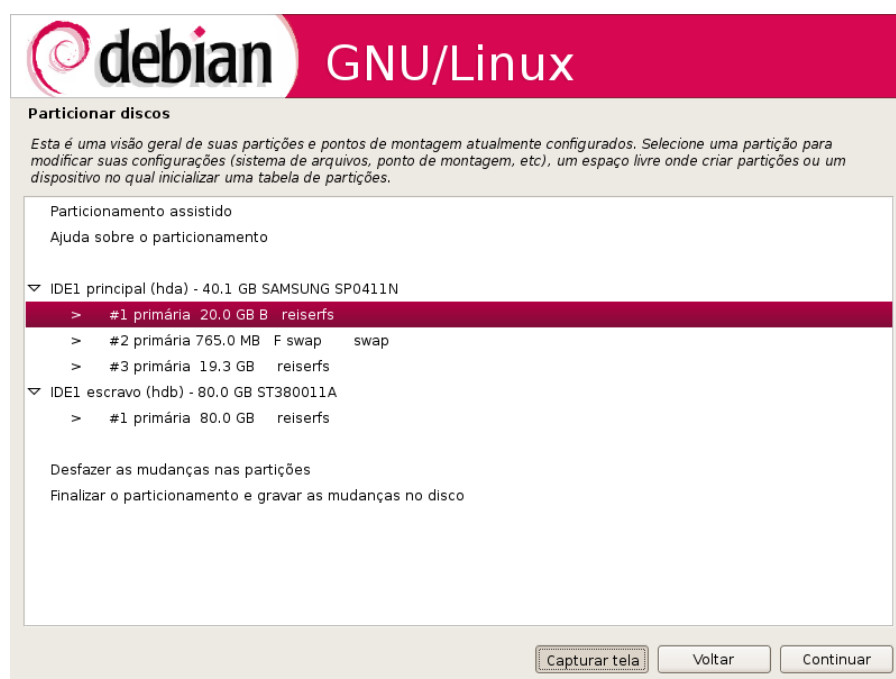 debian GNU/Linux
Particionar discos
Esta é uma visão geral de suas partições e pontos de montagem atualmente configurados. Selecione uma partição para
modificar suas configurações (sistema de arquivos, ponto de montagem, etc), um espaço livre onde criar partições ou um
dispositivo no qual inicializar uma tabela de partições.
Particionamento assistido
Ajuda sobre o particionamento
IDE1 principal (hda) - 40.1 GB SAMSUNG SP0411N
> #1 primária 20.0 GB B reiserfs
> #2 primária 765.0 MB F swap swap
> #3 primária 19.3 GB reiserfs
IDE1 escravo (hdb) - 80.0 GB ST380011A
> #1 primária 80.0 GB reiserfs
Desfazer as mudanças nas partições
Finalizar o particionamento e gravar as mudanças no disco
Capturar tela Voltar Continuar